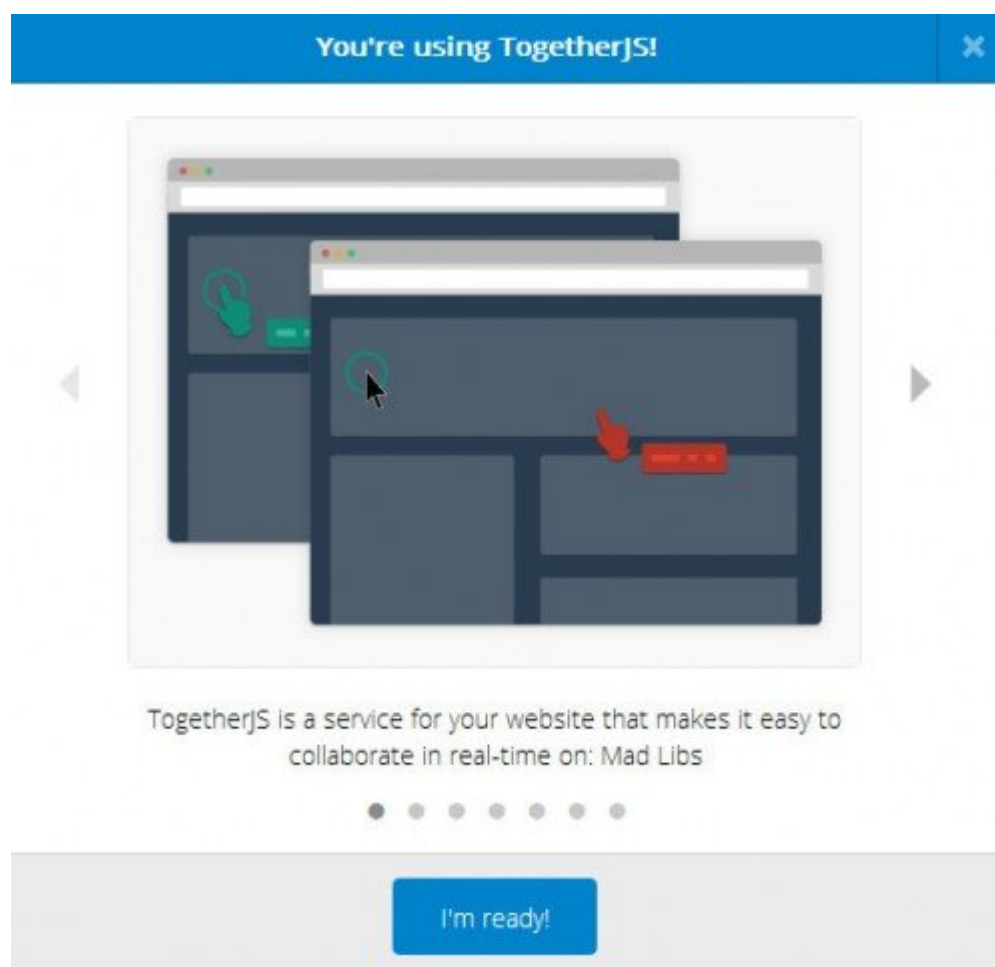 You're using TogetherJS!
TogetherJS is a service for your website that makes it easy to
collaborate in real-time on: Mad Libs
I'm ready!